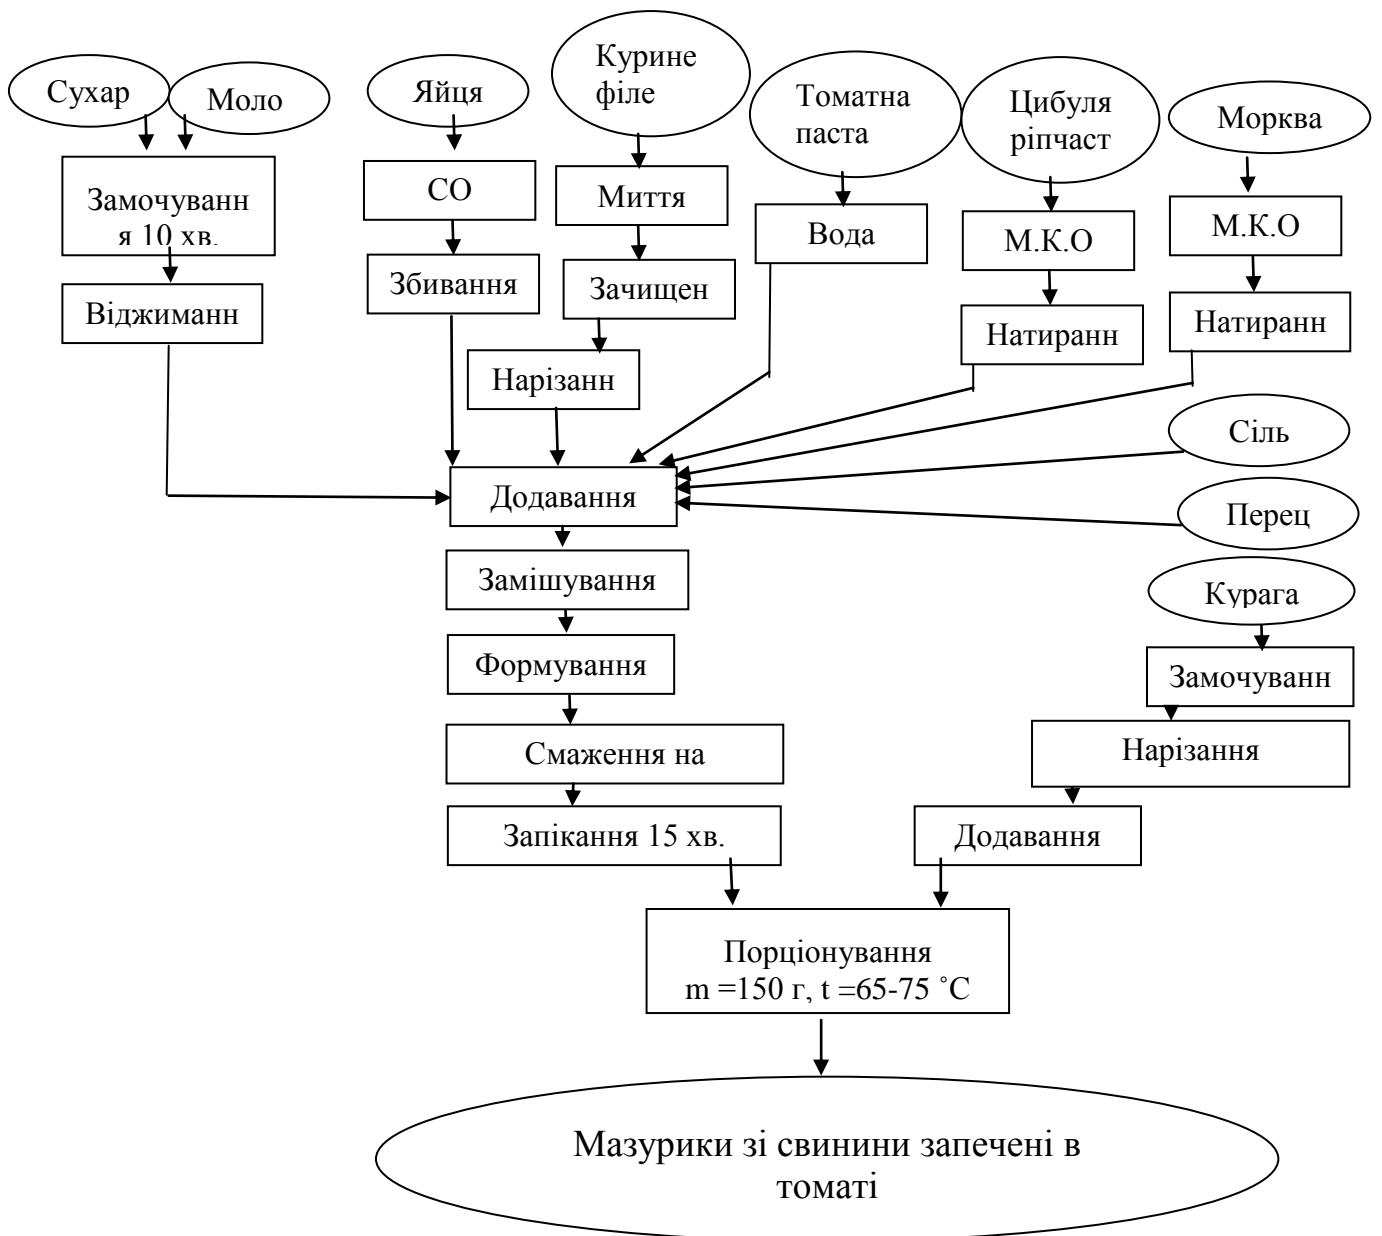 Сухар
Моло
Яйця
Курине
філе
Томатна
паста
Цибуля
ріпчаст
Морква
Замочуванн
я 10 хв.
Віджиманн
СО
Збивання
Миття
Зачищен
Нарізанн
Вода
М.К.О
Натиранн
М.К.О
Натиранн
Сіль
Перец
Додавання
Замішування
Формування
Смаження на
Запікання 15 хв.
Курага
Замочуванн
Нарізання
Додавання
Порціонування
m =150 г, t =65-75 ˚С
Мазурики зі свинини запечені в
томаті